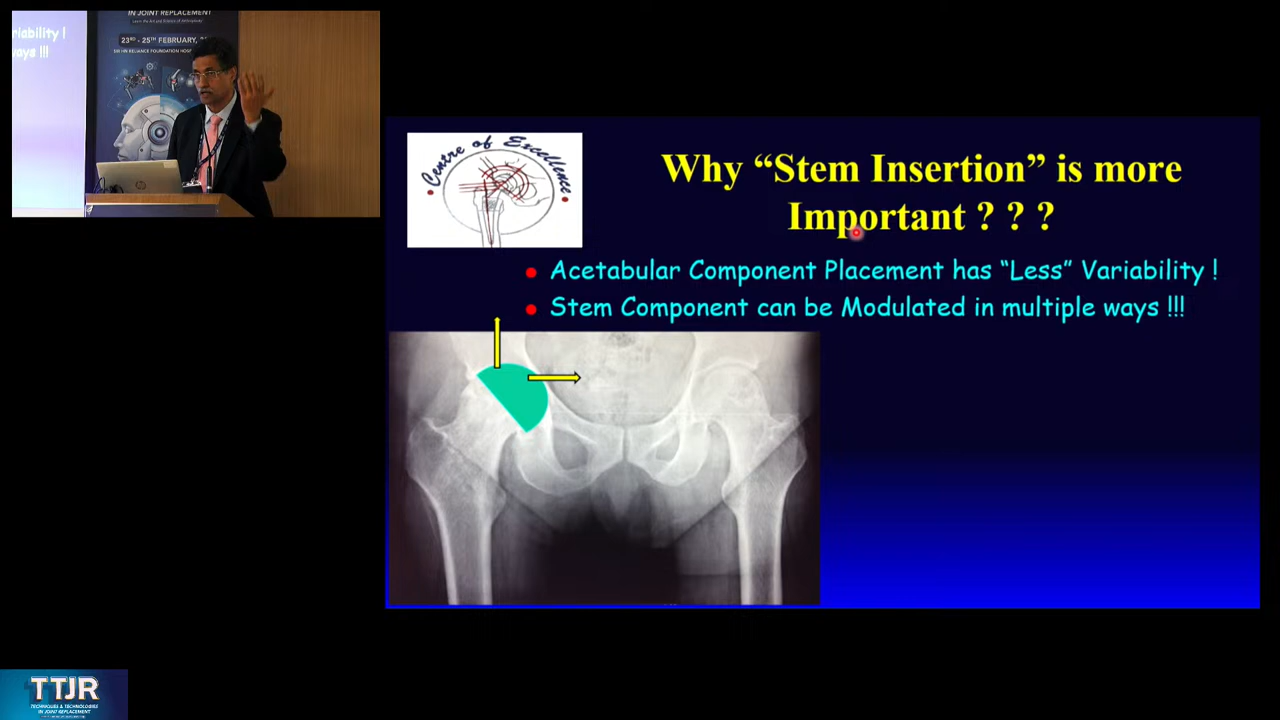 riability !
ways !!!
IN JOINT REPLACEMENT
23RD - 25TH FEBRUARY, 
Centre of Excellence
Why “Stem Insertion” is more
Important ? ? ?
Acetabular Component Placement has “Less” Variability !
Stem Component can be Modulated in multiple ways !!!
TTJR
TECHNIQUES & TECHNOLOGIES
IN JOINT REPLACEMENT